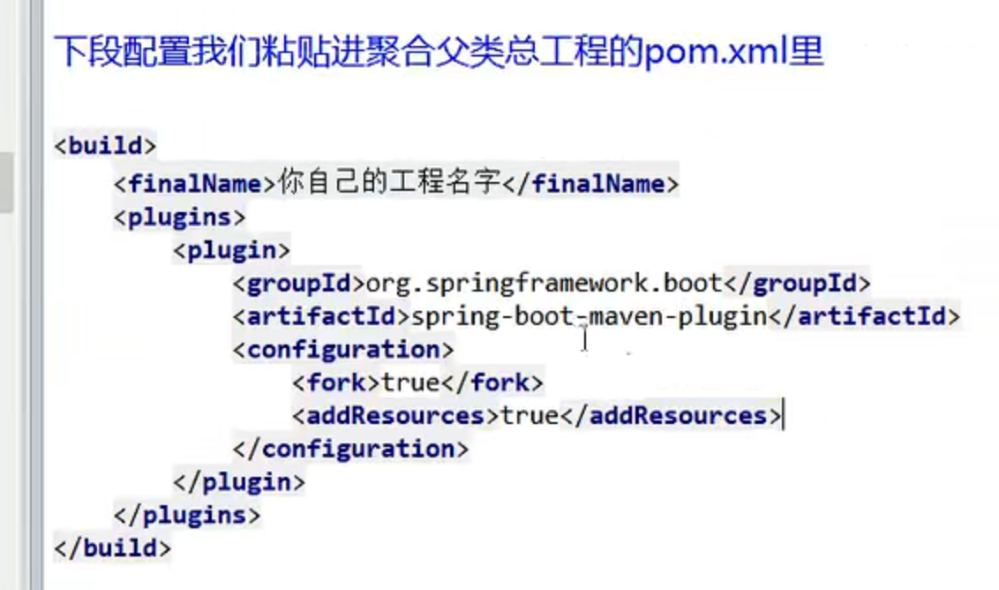 下段配置我们粘贴进聚合父类总工程的pom.xml里
<build>
<finalName>你自己的工程名字</finalName>
<plugins>
<plugin>
<groupId>org.springframework.boot</groupId>
<artifactId>spring-boot-maven-plugin</artifactId>
<configuration>
<fork>true</fork>
<addResources>true</addResources>
</configuration>
</plugin>
</plugins>
</build>